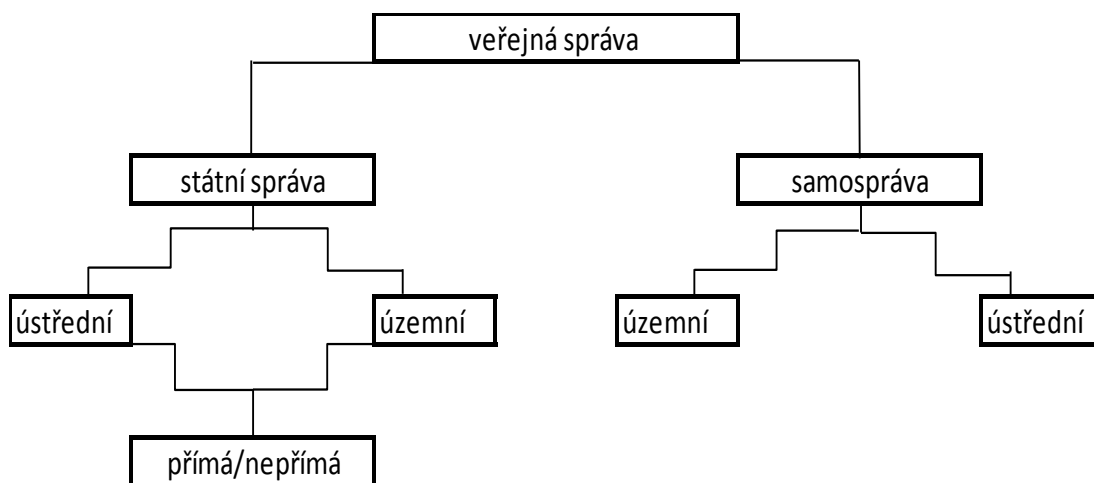 veřejná správa
státní správa
samospráva
ústřední
územní
územní
ústřední
přímá/nepřímá